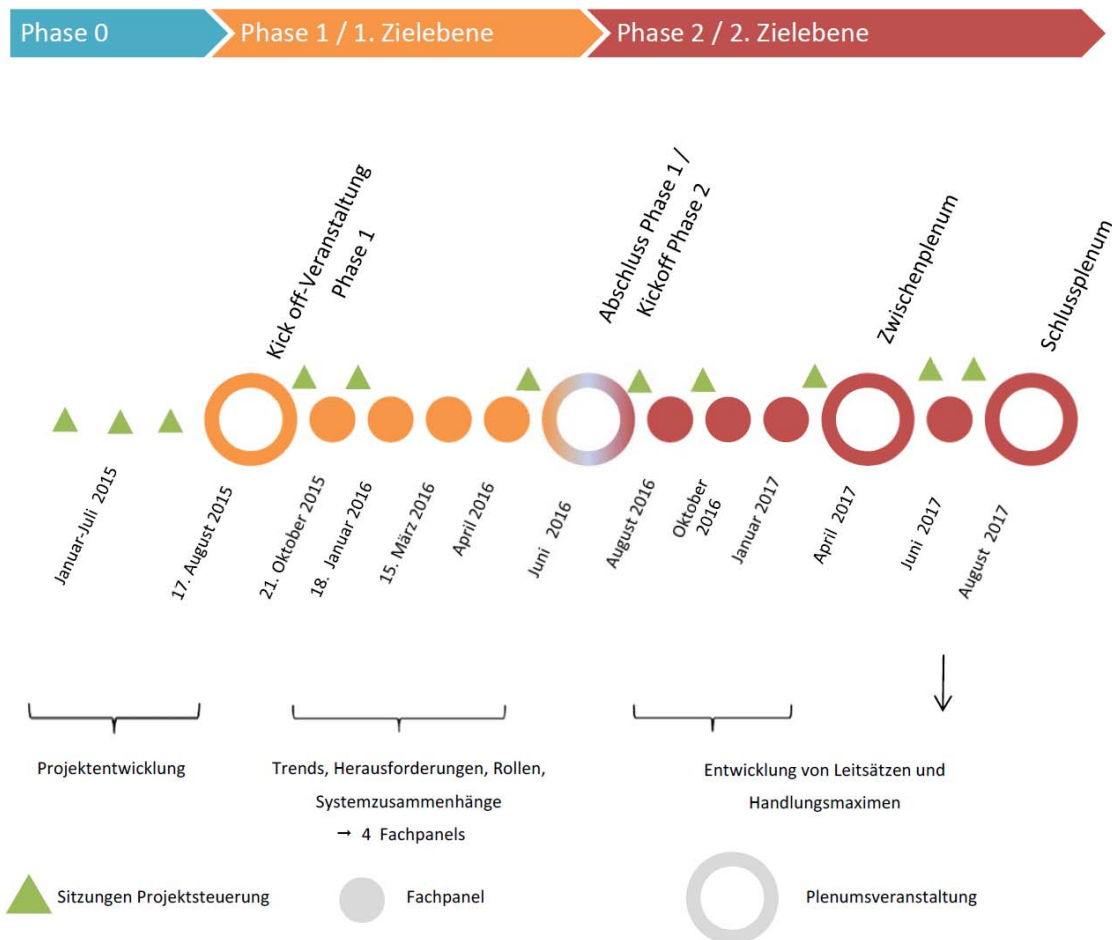 Phase 0
Phase 1 / 1. Zielebene
Phase 2 / 2. Zielebene
Kick off-Veranstaltung
Phase 1
Abschluss Phase 1 /
Kickoff Phase 2
Zwischenplenum
Schlussplenum
Januar-Juli 2015
17. August 2015
21. Oktober 2015
18. Januar 2016
15. März 2016
April 2016
Juni 2016
August 2016
Oktober
2016
Januar 2017
April 2017
Juni 2017
August 2017
Projektentwicklung
Trends, Herausforderungen, Rollen,
Systemzusammenhänge
→ 4 Fachpanels
Entwicklung von Leitsätzen und
Handlungsmaximen
Sitzungen Projektsteuerung
Fachpanel
Plenumsveranstaltung